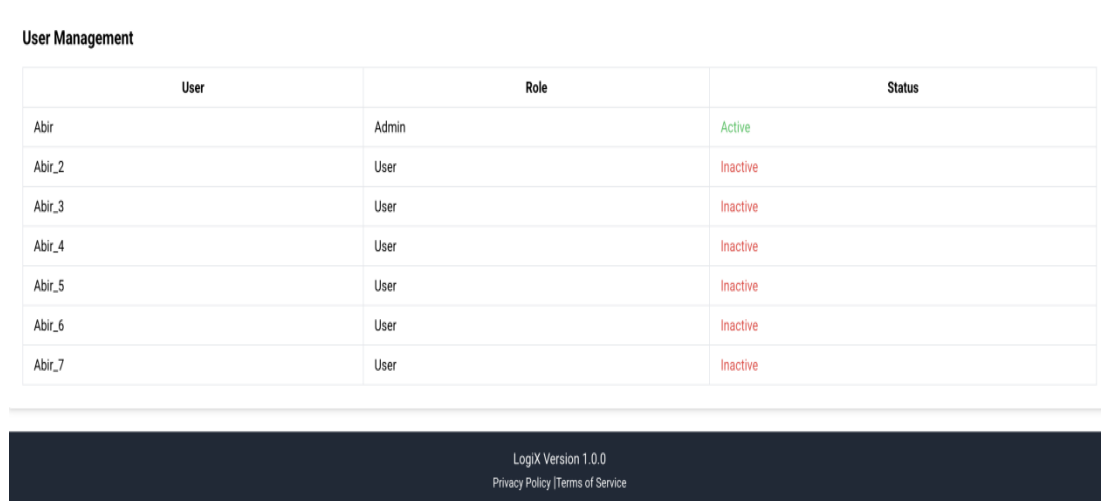 User Management
User Role Status
Abir Admin Active
Abir_2 User Inactive
Abir_3 User Inactive
Abir_4 User Inactive
Abir_5 User Inactive
Abir_6 User Inactive
Abir_7 User Inactive
LogiX Version 1.0.0
Privacy Policy |Terms of Service